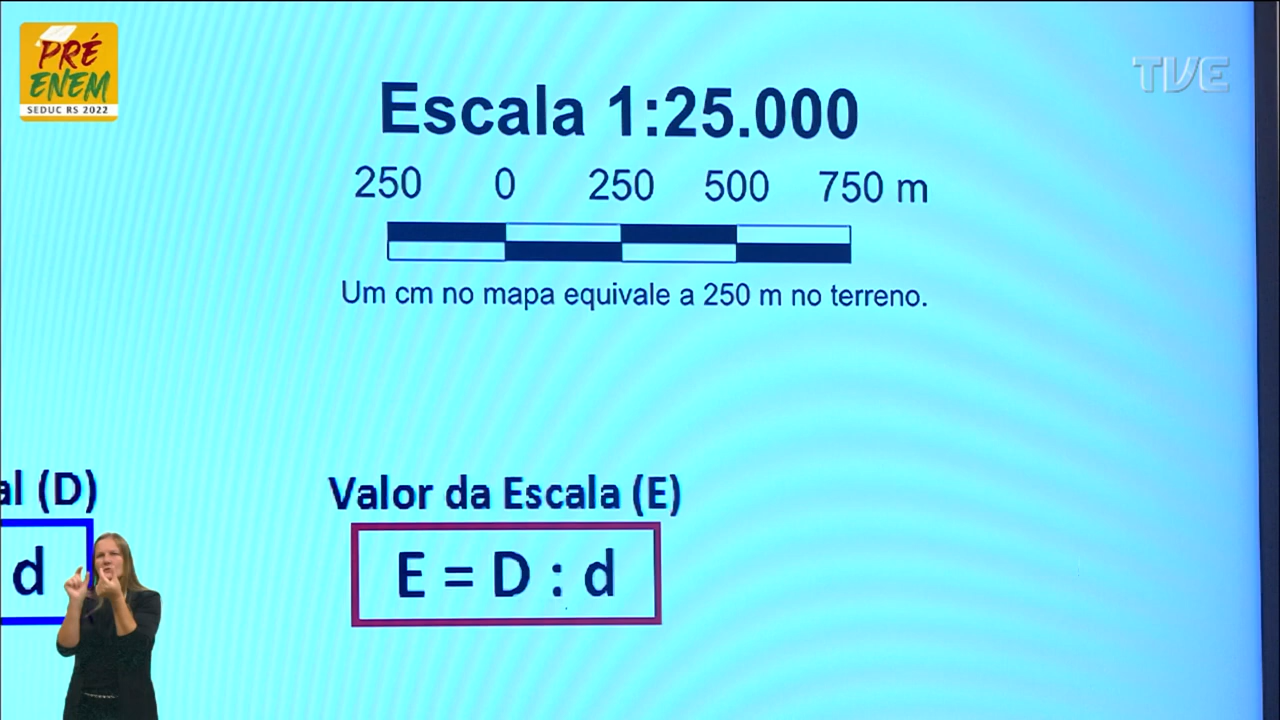 PRÉ
ENEM
SEDUC RS 2022
TVE
Escala 1:25.000
250 0 250 500 750 m
Um cm no mapa equivale a 250 m no terreno.
al (D)
d
Valor da Escala (E)
E = D : d